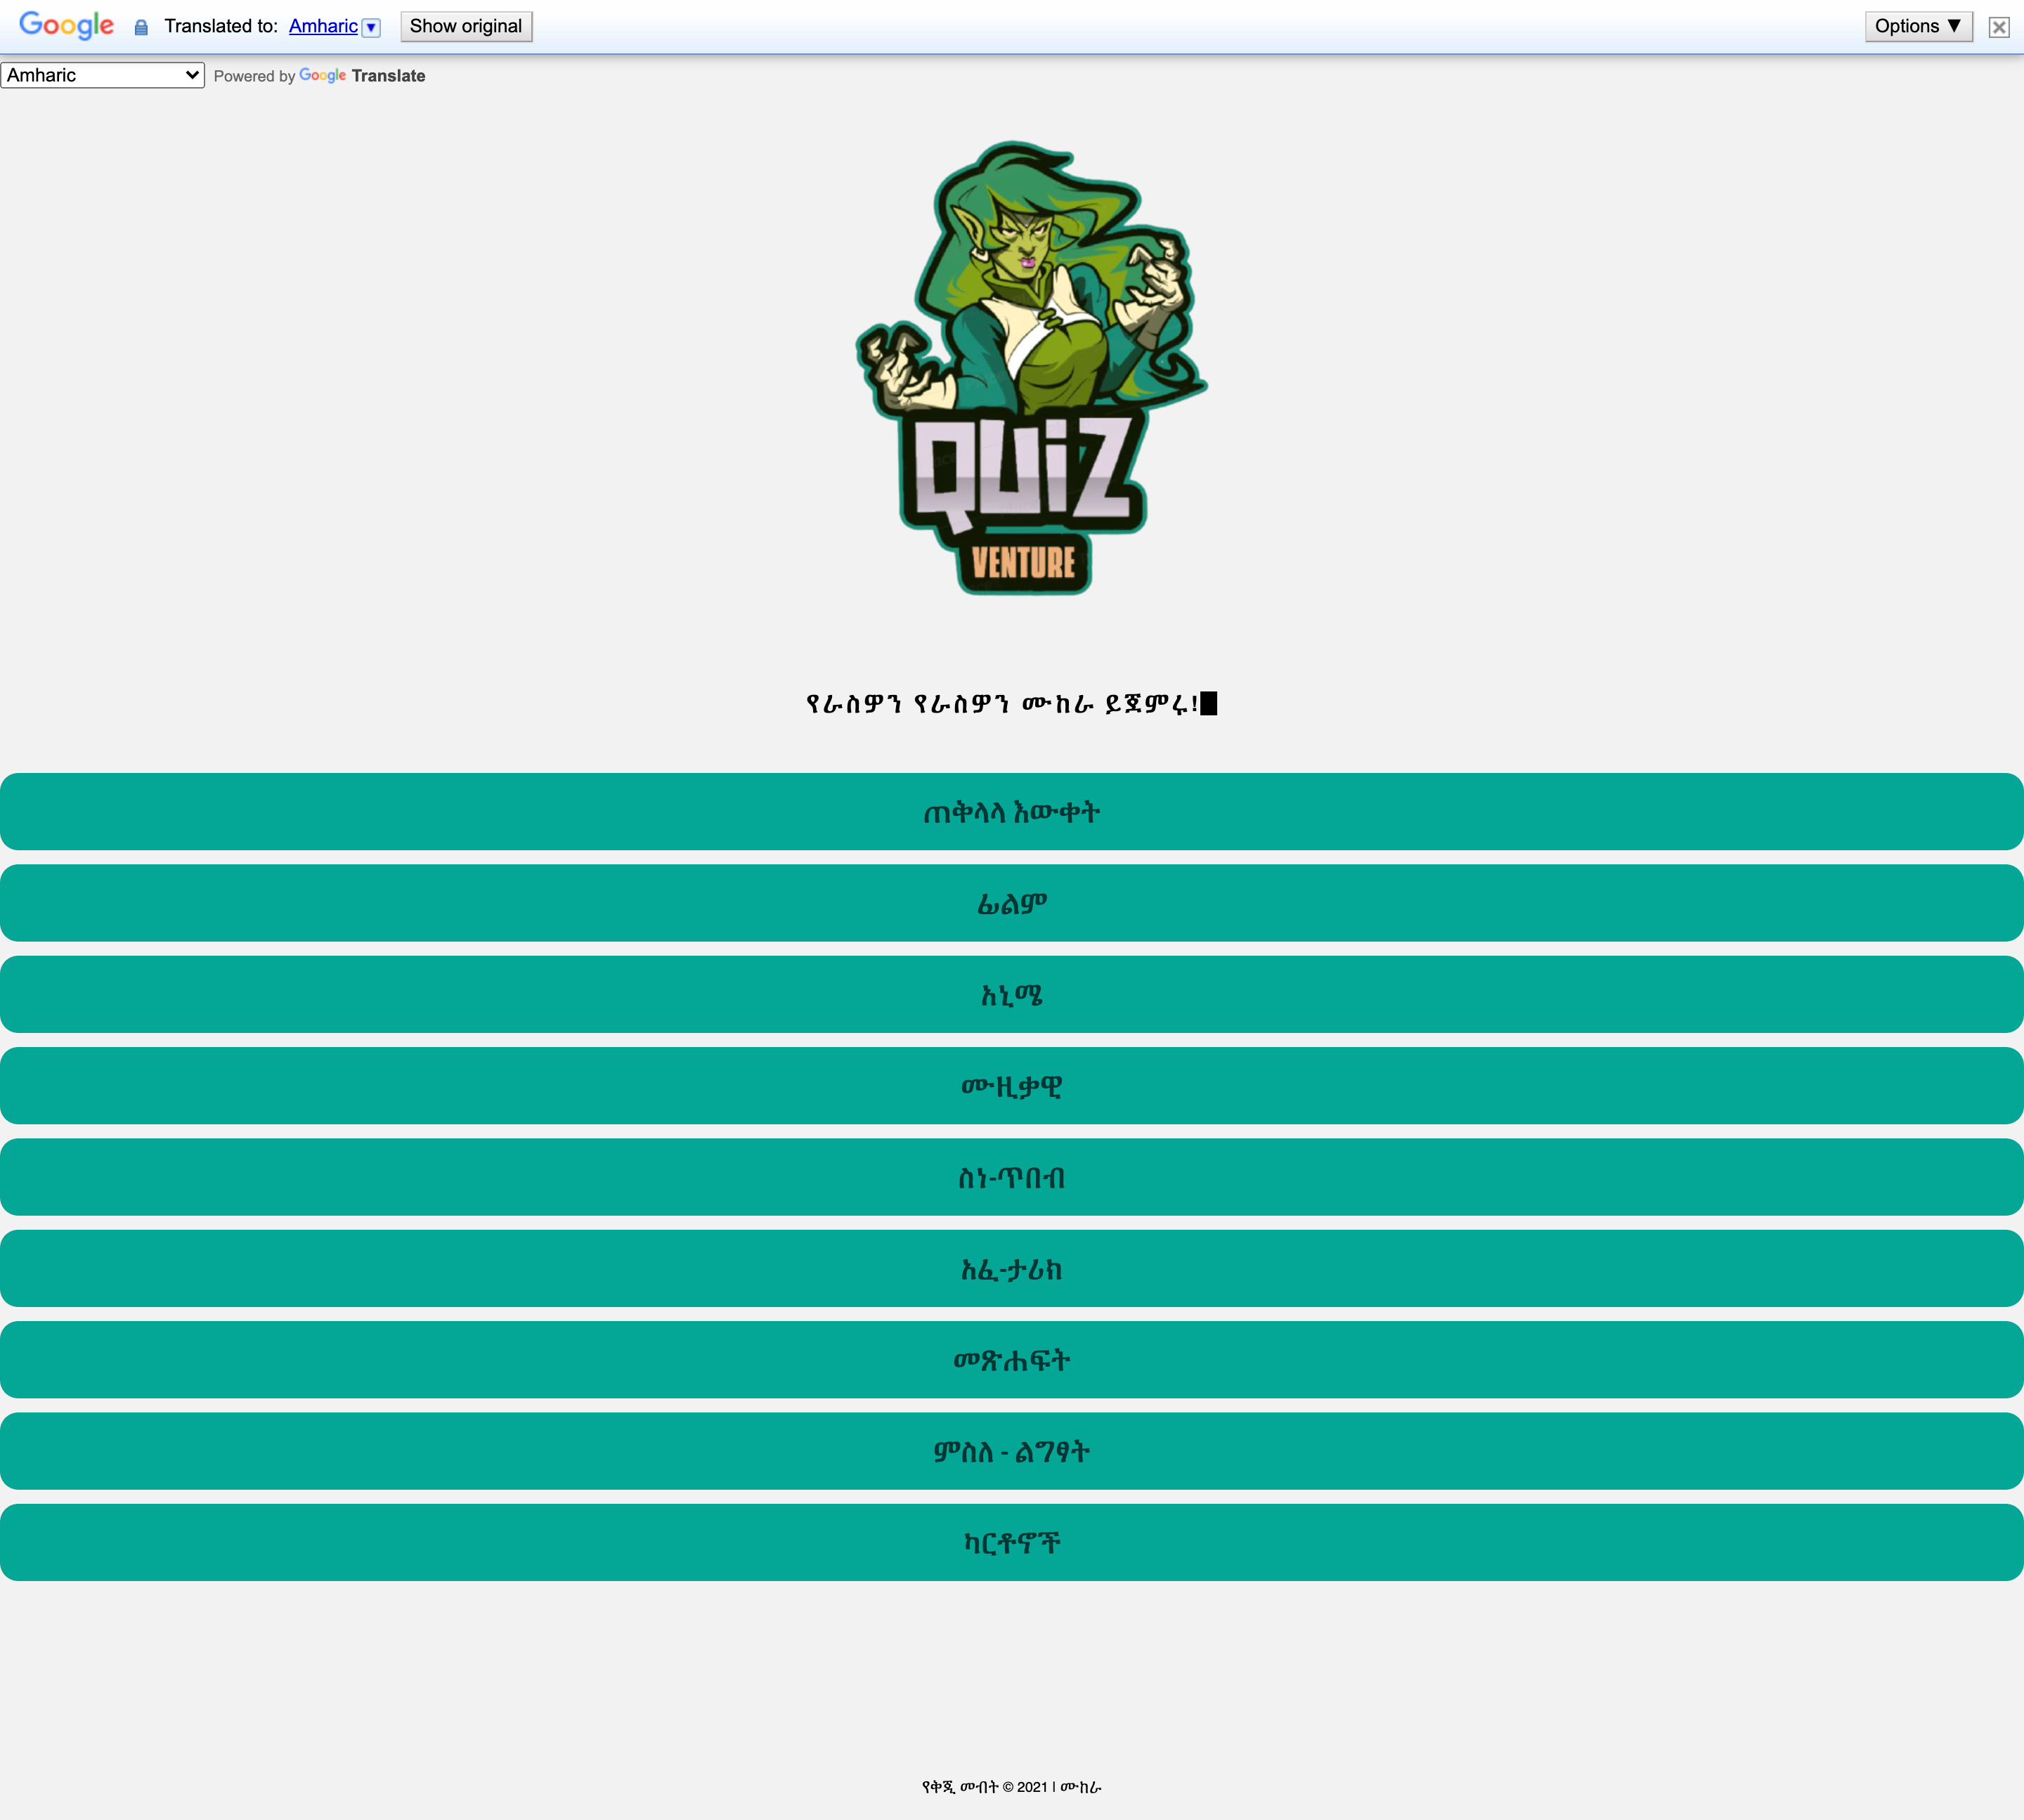 Google Translated to: Amharic ▼ Show original Options ▼
Amharic Powered by Google Translate
QUiZ
VENTURE
የራስዎን የራስዎን ሙከራ ይጀምሩ!
ጠቅላላ እውቀት
ፊልም
አኒሜ
ሙዚቃዊ
ስነ-ጥበብ
አፈ-ታሪክ
መጽሐፍት
ምስለ - ልግፃት
ካርቶኖች
የቅጂ መብት © 2021 | ሙከራ